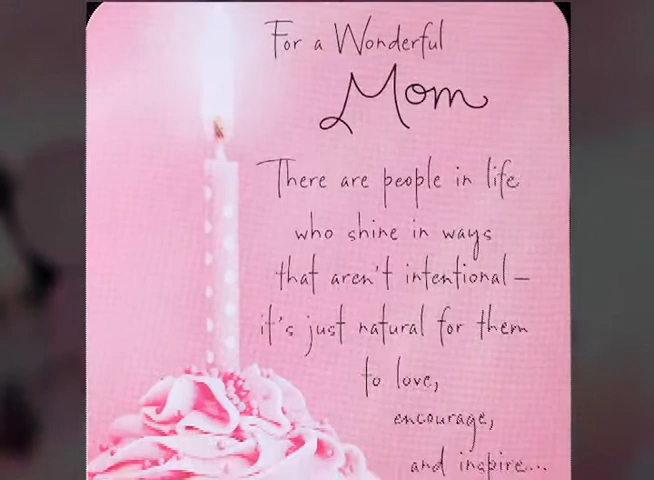 For a Wonderful
Mom
There are people in life
who shine in ways
that aren't intentional—
it's just natural for them
to love,
encourage,
and inspire...